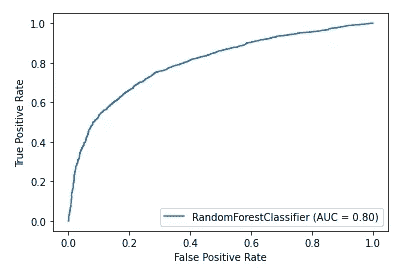 1.0
0.8
0.6
0.4
0.2
0.0
True Positive Rate
RandomForestClassifier (AUC = 0.80)
0.0 0.2 0.4 0.6 0.8 1.0
False Positive Rate